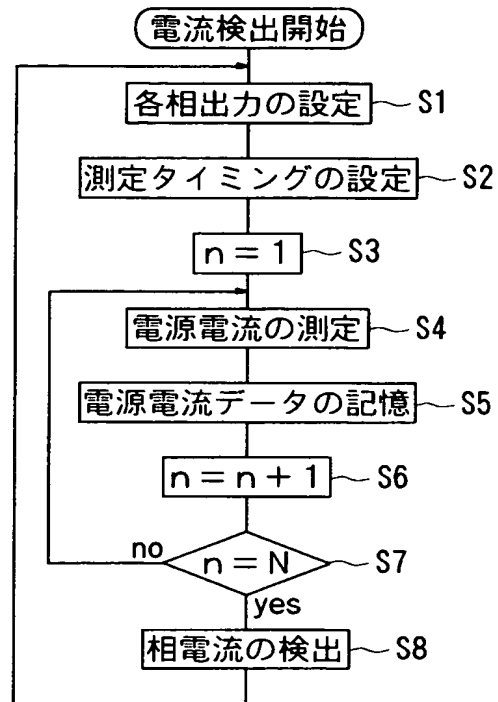 電流検出開始
各相出力の設定 S1
測定タイミングの設定 S2
n = 1 S3
電源電流の測定 S4
電源電流データの記憶 S5
n = n + 1 S6
no n = N S7
yes
相電流の検出 S8